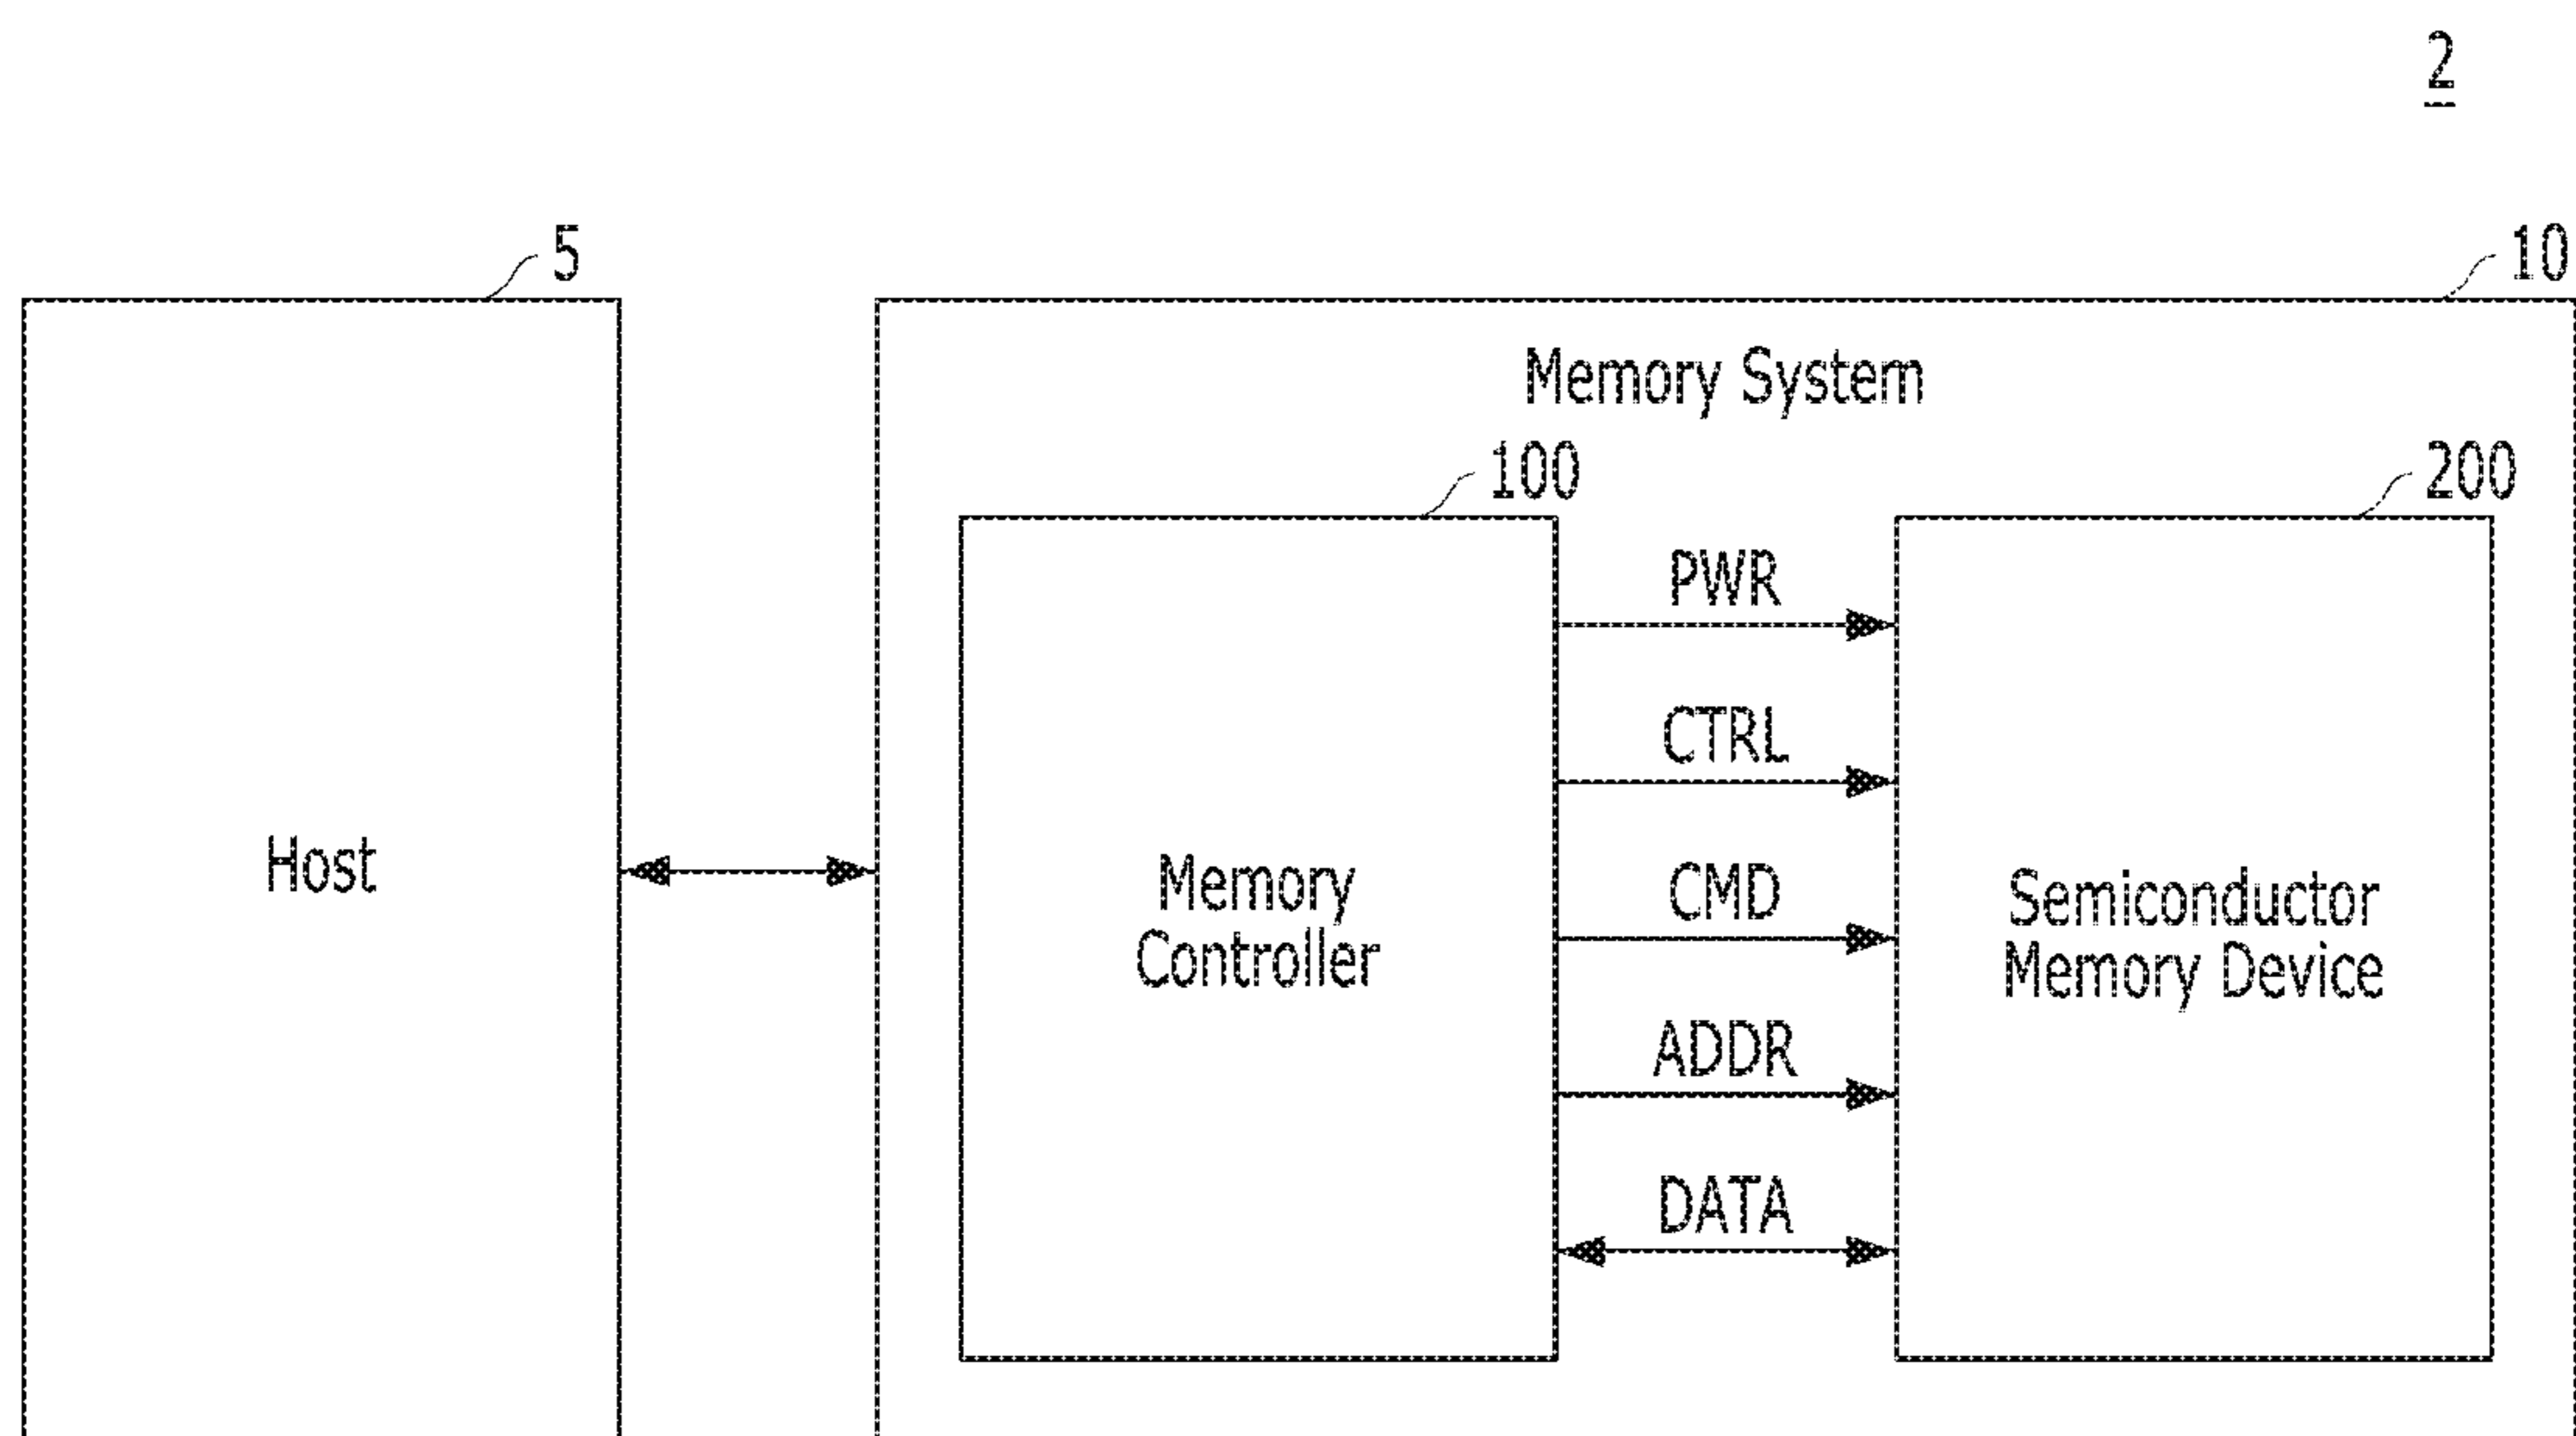 2
5
10
Memory System
100
200
PWR
CTRL
Host
CMD
Memory
Controller
Semiconductor
Memory Device
ADDR
DATA